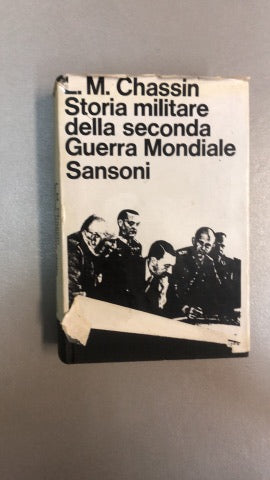 L. M. Chassin
Storia militare
della seconda
Guerra Mondiale
Sansoni